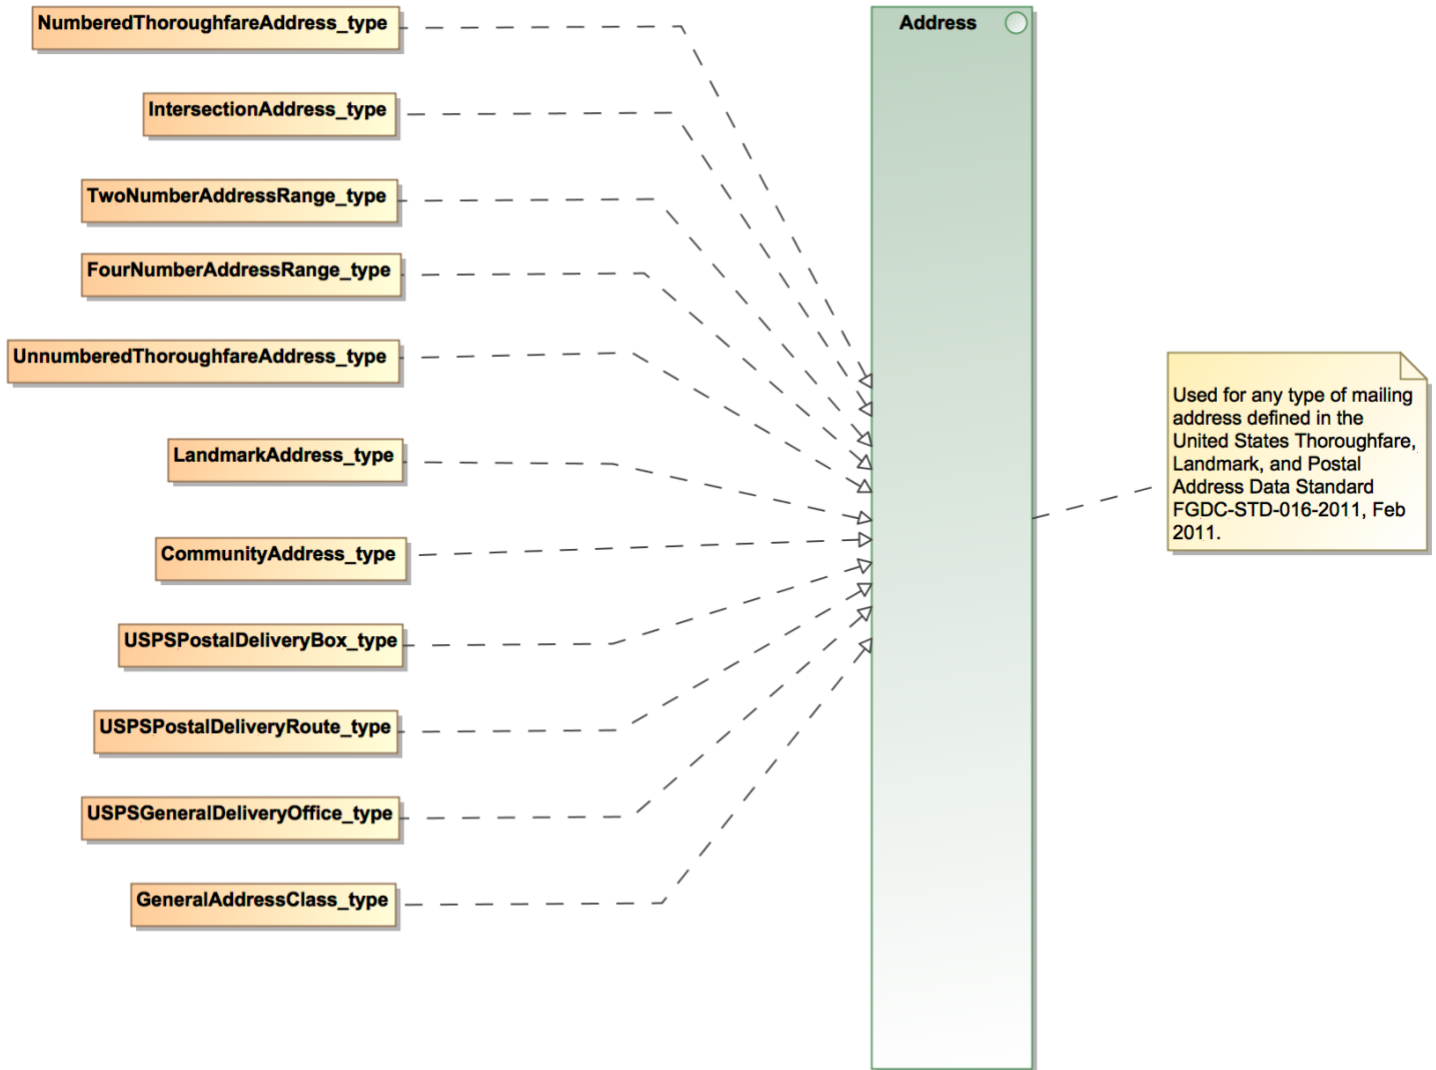 NumberedThoroughfareAddress_type
IntersectionAddress_type
TwoNumberAddressRange_type
FourNumberAddressRange_type
UnnumberedThoroughfareAddress_type
LandmarkAddress_type
CommunityAddress_type
USPSPostalDeliveryBox_type
USPSPostalDeliveryRoute_type
USPSGeneralDeliveryOffice_type
GeneralAddressClass_type
Address
Used for any type of mailing
address defined in the
United States Thoroughfare,
Landmark, and Postal
Address Data Standard
FGDC-STD-016-2011, Feb
2011.